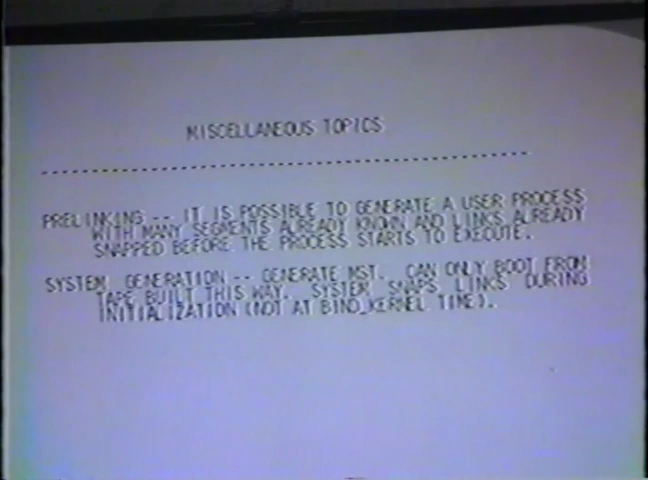 MISCELLANEOUS TOPICS
PRELINKING -- IT IS POSSIBLE TO GENERATE A USER PROCESS
WITH MANY SEGMENTS ALREADY KNOWN AND LINKS ALREADY
SNAPPED BEFORE THE PROCESS STARTS TO EXECUTE.
SYSTEM GENERATION -- GENERATE MST. CAN ONLY BOOT FROM
TAPE BUILT THIS WAY. SYSTEM SNAPS LINKS DURING
INITIALIZATION (NOT AT BIND_KERNEL TIME).